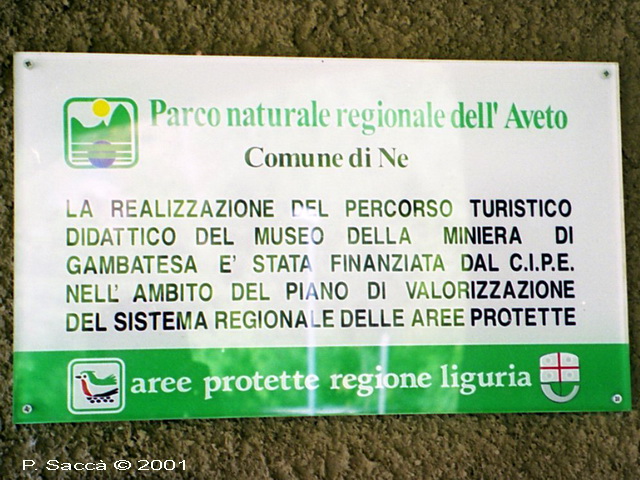 Parco naturale regionale dell' Aveto
Comune di Ne
LA REALIZZAZIONE DEL PERCORSO TURISTICO
DIDATTICO DEL MUSEO DELLA MINIERA DI
GAMBATESA E' STATA FINANZIATA DAL C.I.P.E.
NELL' AMBITO DEL PIANO DI VALORIZZAZIONE
DEL SISTEMA REGIONALE DELLE AREE PROTETTE
aree protette regione liguria
P. Saccà © 2001